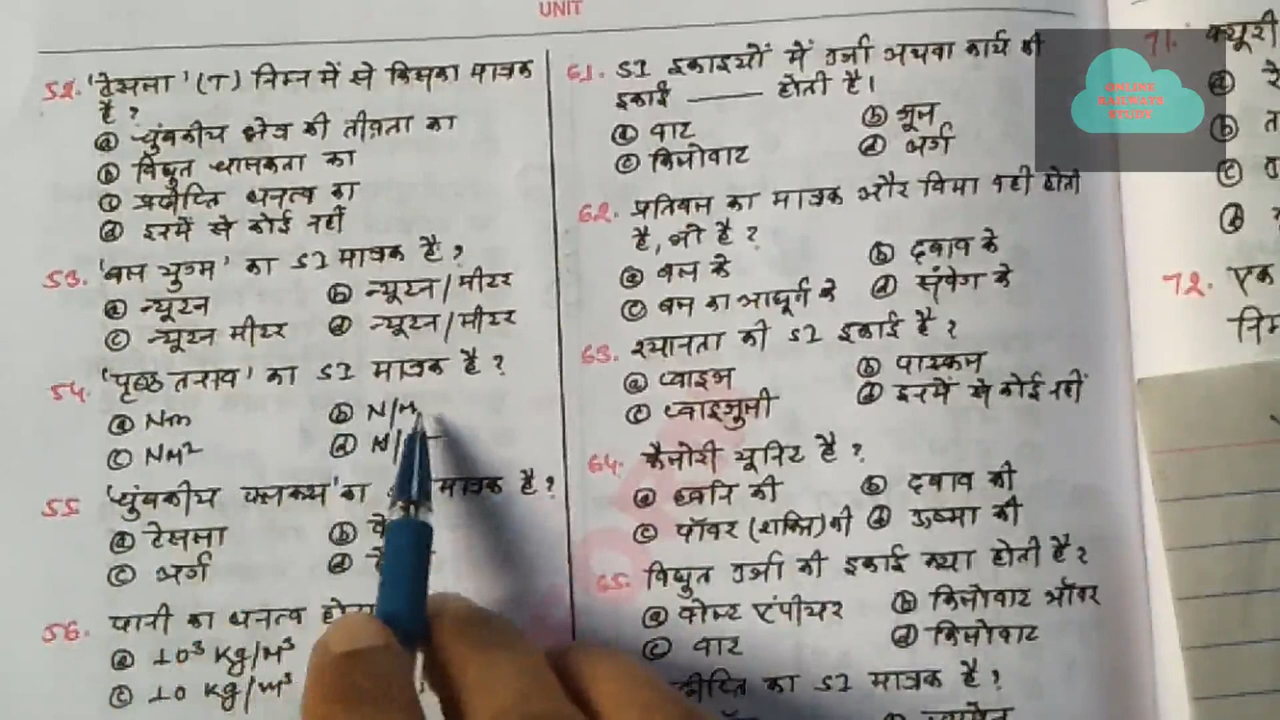 UNIT
52. 'टेसला' (T) निम्न में से किसका मात्रक
है ?
ⓐ चुंबकीय क्षेत्र की तीव्रता का
ⓑ विद्युत चालकता का
ⓒ प्रदीप्ति घनत्व का
ⓓ इनमें से कोई नहीं
53. 'बल युग्म' का SI मात्रक है ?
ⓐ न्यूटन ⓑ न्यूटन/मीटर
ⓒ न्यूटन मीटर ⓓ न्यूटन/मीटर
54. 'पृष्ठ तनाव' का SI मात्रक है ?
ⓐ Nm ⓑ N/M
ⓒ NM² ⓓ N/
55 'चुंबकीय फ्लक्स' का मात्रक है ?
ⓐ टेसला ⓑ
ⓒ अर्ग ⓓ
56. पानी का घनत्व
ⓐ 10³ Kg/M³
ⓒ 10 Kg/M³
61. SI इकाइयों में उर्जा अथवा कार्य की
इकाई —— होती है।
ⓐ वाट ⓑ जूल
ⓒ किलोवाट ⓓ अर्ग
62. प्रतिबल का मात्रक और विमा वही होती
है, जो है ?
ⓐ बल के ⓑ दबाव के
ⓒ बल का आघूर्ण के ⓓ संवेग के
63. श्यानता की SI इकाई है ?
ⓐ प्वाइज ⓑ पास्कल
ⓒ प्वाइजुली ⓓ इनमें से कोई नहीं
64. कैलोरी यूनिट है ?
ⓐ ध्वनि की ⓑ दबाव की
ⓒ पॉवर (शक्ति) की ⓓ ऊष्मा की
65. विद्युत उर्जा की इकाई क्या होती है ?
ⓐ वोल्ट एंपीयर ⓑ किलोवाट ऑवर
ⓒ वाट ⓓ किलोवाट
का SI मात्रक है ?
71. क्यूरी
ⓐ
ⓑ
ⓒ
72. एक
निम्
ONLINE
RAILWAYS
STUDY